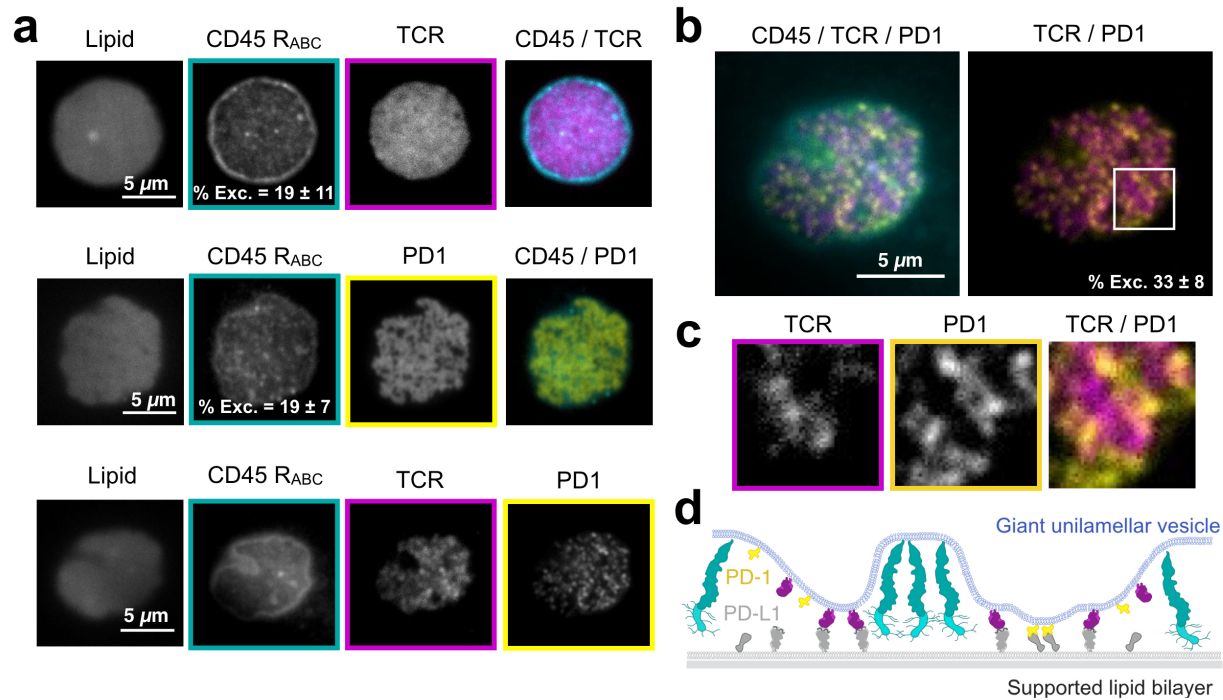 a
Lipid
CD45 RABC
TCR
CD45 / TCR
5 µm
% Exc. = 19 ± 11
Lipid
CD45 RABC
PD1
CD45 / PD1
5 µm
% Exc. = 19 ± 7
Lipid
CD45 RABC
TCR
PD1
5 µm
b
CD45 / TCR / PD1
TCR / PD1
5 µm
% Exc. 33 ± 8
c
TCR
PD1
TCR / PD1
d
Giant unilamellar vesicle
PD-1
PD-L1
Supported lipid bilayer